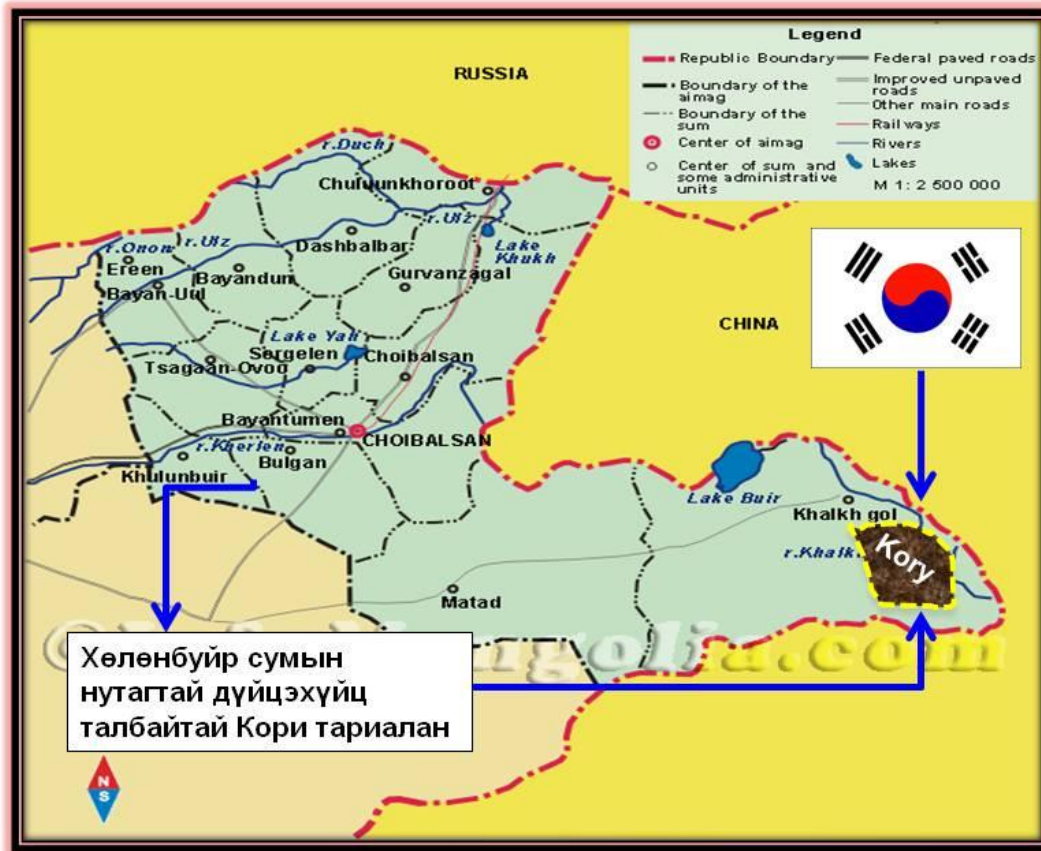 Legend
Republic Boundary
Boundary of the
aimag
Boundary of the
sum
Center of aimag
Center of sum and
some administrative
units
Federal paved roads
Improved unpaved
roads
Other main roads
Railways
Rivers
Lakes
M 1: 2 500 000
RUSSIA
r.Duch
Chuluunkhoroot
r.Ulz
r.Ulz
r.Onon
Dashbalbar
Lake
Khukh
Ereen
Bayandun
Gurvanzagal
Bayan-Uul
CHINA
Lake Yah
Sergelen
Choibalsan
Tsagaan-Ovoo
Bayantumen
CHOIBALSAN
r.Kherlen
Bulgan
Khulunbuir
Lake Buir
Khalkh gol
r.Khalkh
Kory
Matad
Хөлөнбуйр сумын
нутагтай дүйцэхүйц
талбайтай Кори тариалан
N
S